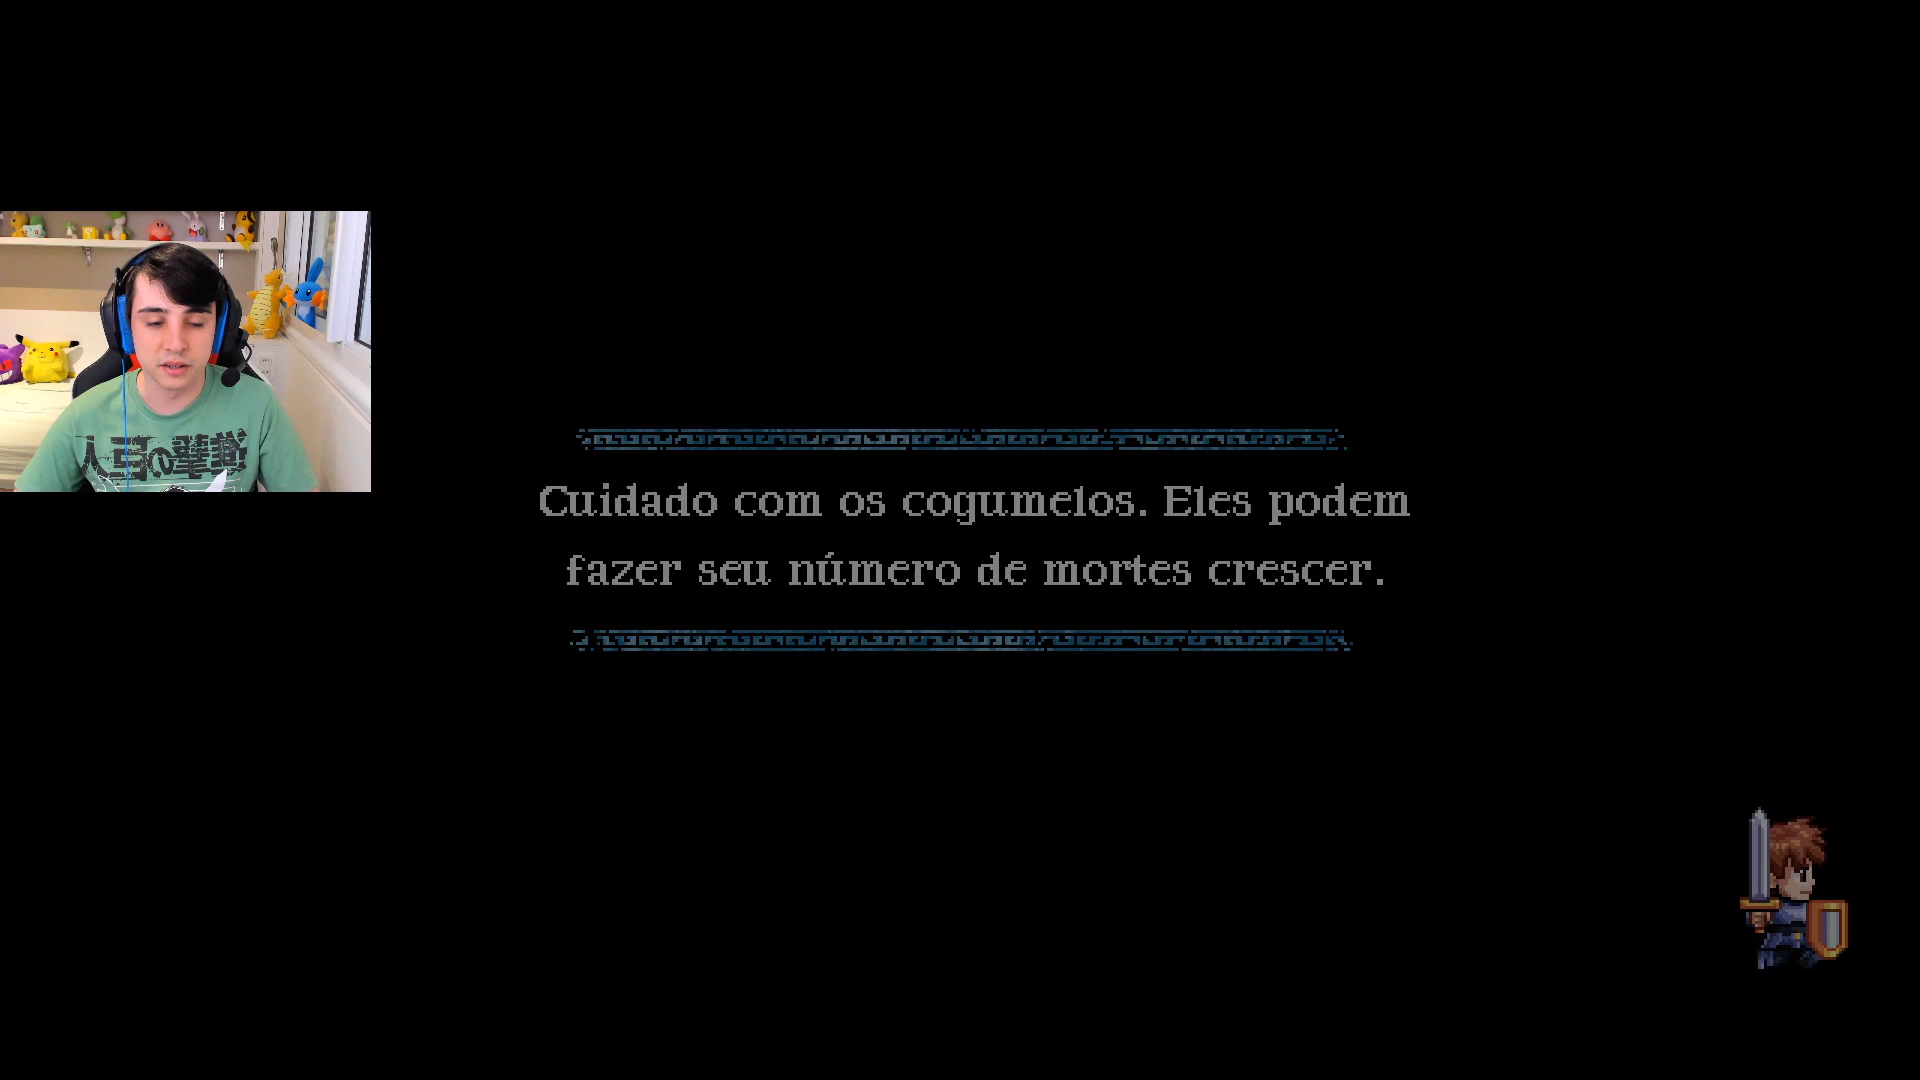 Cuidado com os cogumelos. Eles podem
fazer seu número de mortes crescer.